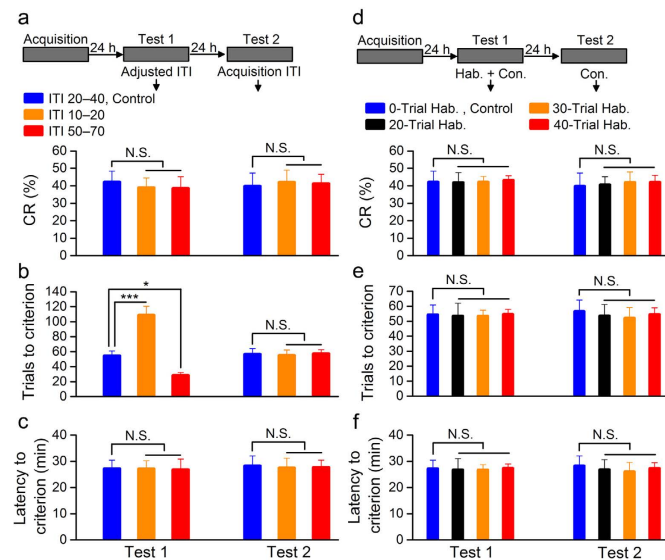 a
Acquisition
24 h
Test 1
24 h
Test 2
Adjusted ITI
Acquisition ITI
ITI 20–40, Control
ITI 10–20
ITI 50–70
CR (%)
60
50
40
30
20
10
0
N.S.
N.S.
b
Trials to criterion
140
120
100
80
60
40
20
0
***
*
N.S.
c
Latency to
criterion (min)
40
30
20
10
0
N.S.
N.S.
Test 1
Test 2
d
Acquisition
24 h
Test 1
24 h
Test 2
Hab. + Con.
Con.
0-Trial Hab. , Control
30-Trial Hab.
20-Trial Hab.
40-Trial Hab.
CR (%)
60
50
40
30
20
10
0
N.S.
N.S.
e
Trials to criterion
70
60
50
40
30
20
10
0
N.S.
N.S.
f
Latency to
criterion (min)
40
30
20
10
0
N.S.
N.S.
Test 1
Test 2